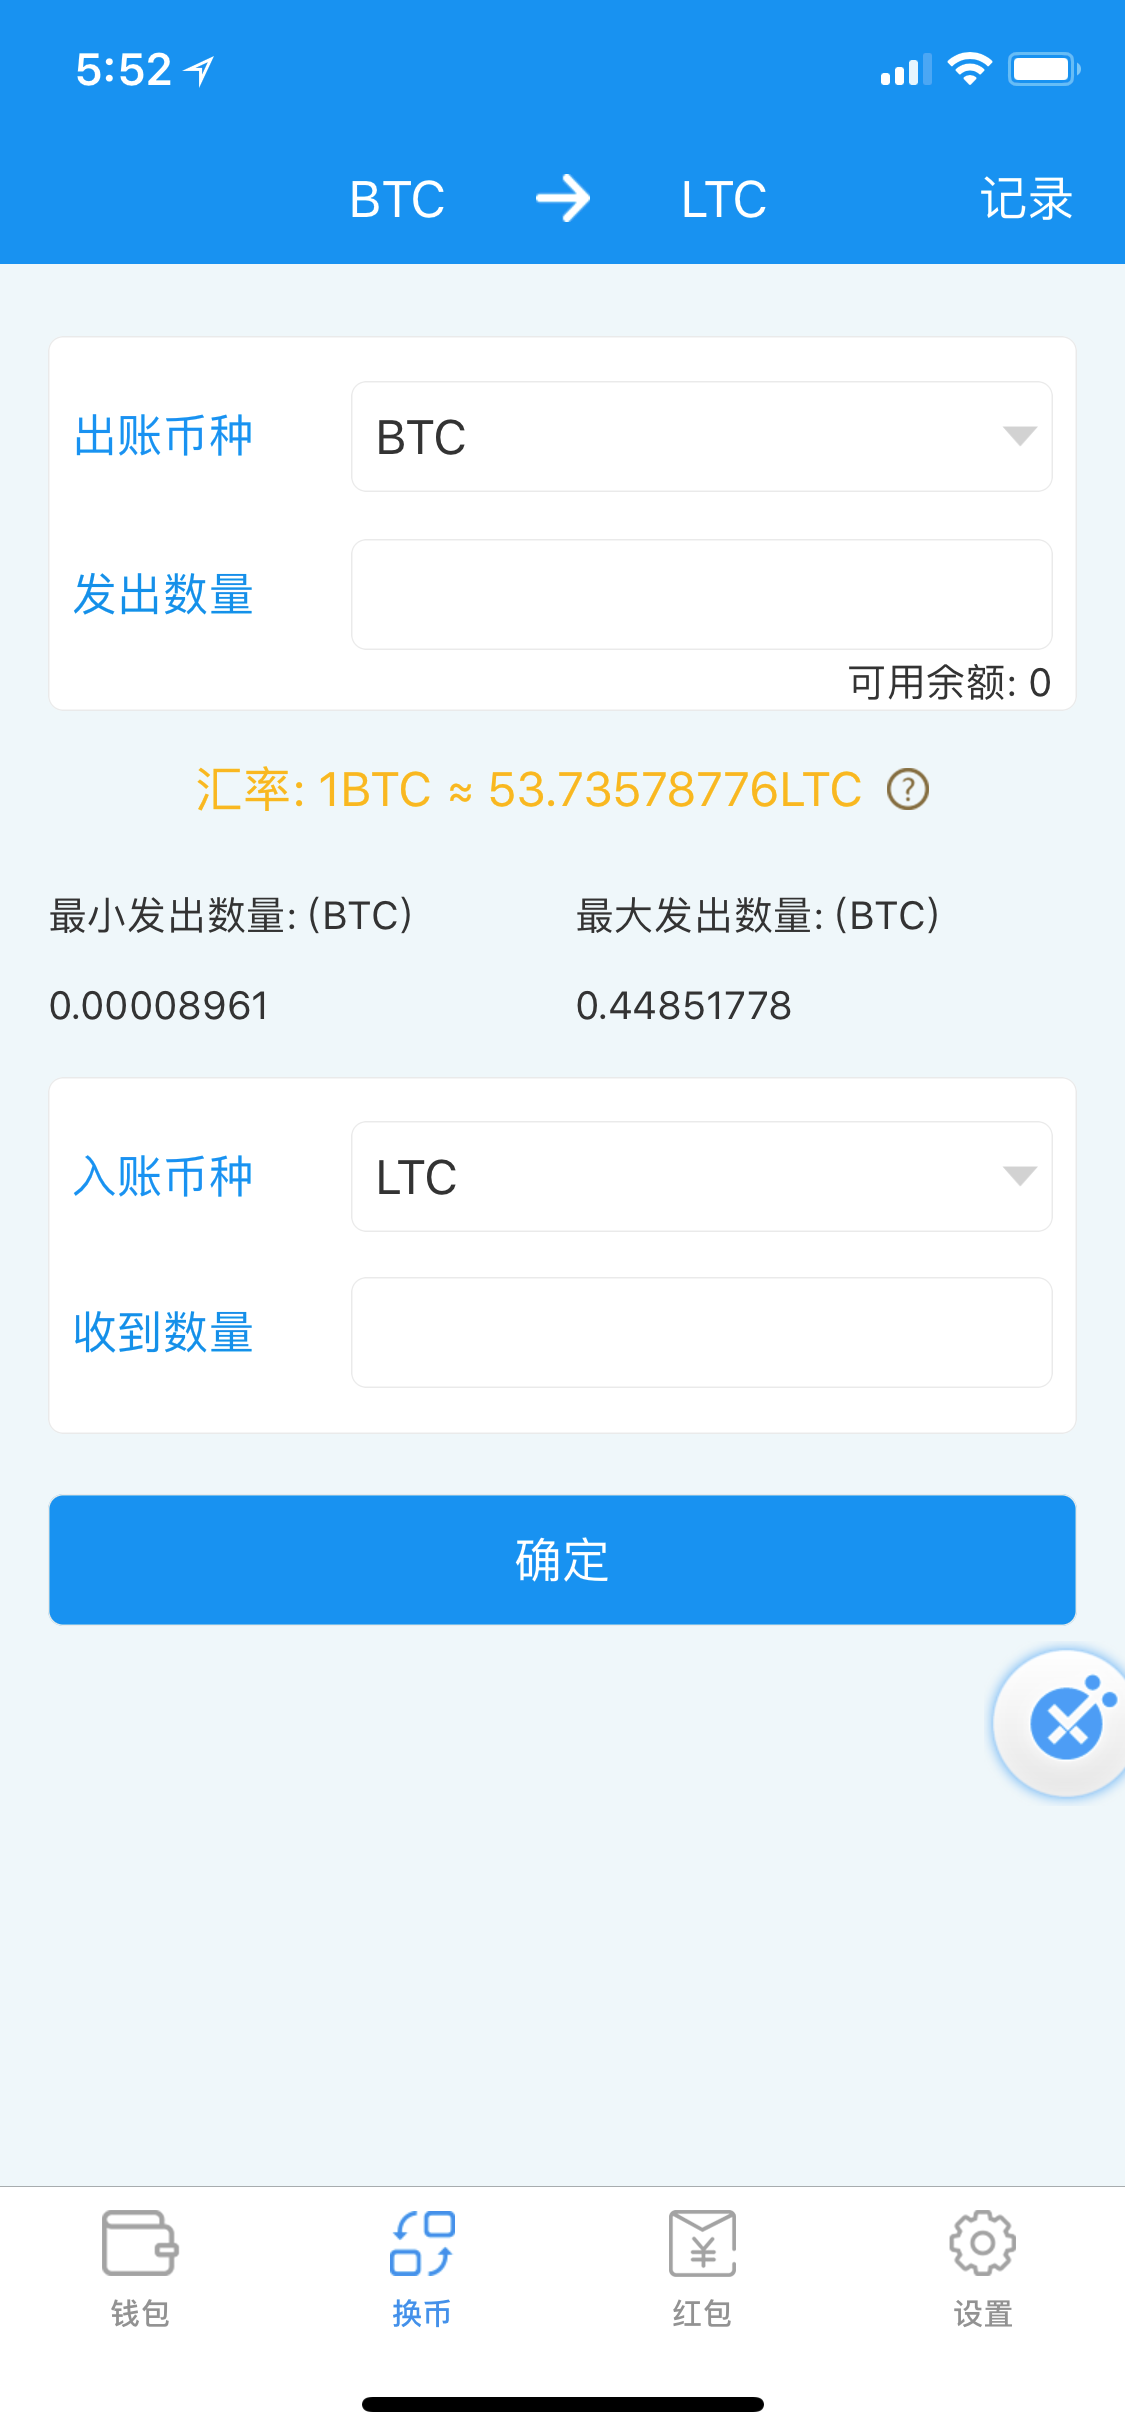 5:52
BTC → LTC 记录
出账币种 BTC
发出数量
可用余额: 0
汇率: 1BTC ≈ 53.73578776LTC ?
最小发出数量: (BTC) 最大发出数量: (BTC)
0.00008961 0.44851778
入账币种 LTC
收到数量
确定
钱包 换币 红包 设置